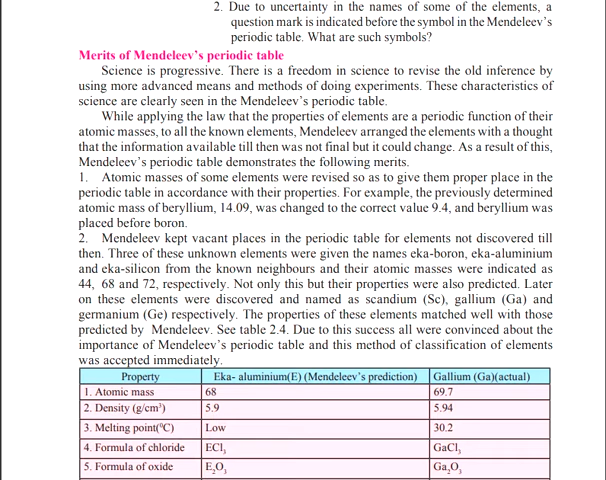 2. Due to uncertainty in the names of some of the elements, a
question mark is indicated before the symbol in the Mendeleev's
periodic table. What are such symbols?
Merits of Mendeleev's periodic table
Science is progressive. There is a freedom in science to revise the old inference by
using more advanced means and methods of doing experiments. These characteristics of
science are clearly seen in the Mendeleev's periodic table.
While applying the law that the properties of elements are a periodic function of their
atomic masses, to all the known elements, Mendeleev arranged the elements with a thought
that the information available till then was not final but it could change. As a result of this,
Mendeleev's periodic table demonstrates the following merits.
1. Atomic masses of some elements were revised so as to give them proper place in the
periodic table in accordance with their properties. For example, the previously determined
atomic mass of beryllium, 14.09, was changed to the correct value 9.4, and beryllium was
placed before boron.
2. Mendeleev kept vacant places in the periodic table for elements not discovered till
then. Three of these unknown elements were given the names eka-boron, eka-aluminium
and eka-silicon from the known neighbours and their atomic masses were indicated as
44, 68 and 72, respectively. Not only this but their properties were also predicted. Later
on these elements were discovered and named as scandium (Sc), gallium (Ga) and
germanium (Ge) respectively. The properties of these elements matched well with those
predicted by Mendeleev. See table 2.4. Due to this success all were convinced about the
importance of Mendeleev's periodic table and this method of classification of elements
was accepted immediately.
Property Eka- aluminium(E) (Mendeleev's prediction) Gallium (Ga)(actual)
1. Atomic mass 68 69.7
2. Density (g/cm³) 5.9 5.94
3. Melting point(⁰C) Low 30.2
4. Formula of chloride ECl₃ GaCl₃
5. Formula of oxide E₂O₃ Ga₂O₃